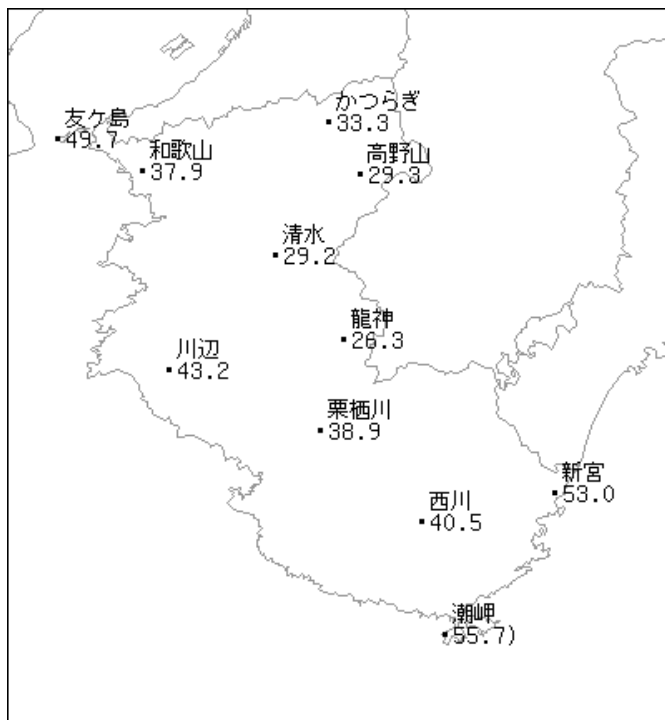 かつらぎ
33.3
友ケ島
49.7
和歌山
37.9
高野山
29.3
清水
29.2
龍神
26.3
川辺
43.2
栗栖川
38.9
新宮
53.0
西川
40.5
潮岬
55.7)